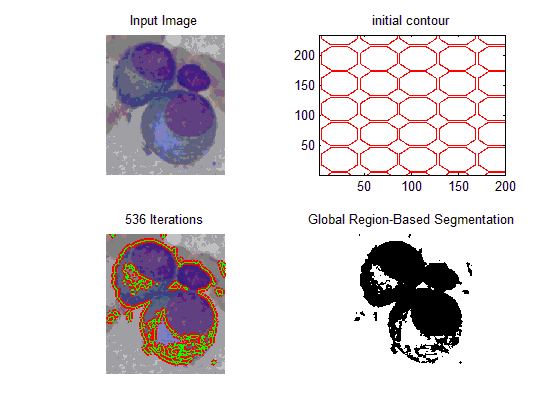 Input Image
initial contour
200
150
100
50
50 100 150 200
536 Iterations
Global Region-Based Segmentation